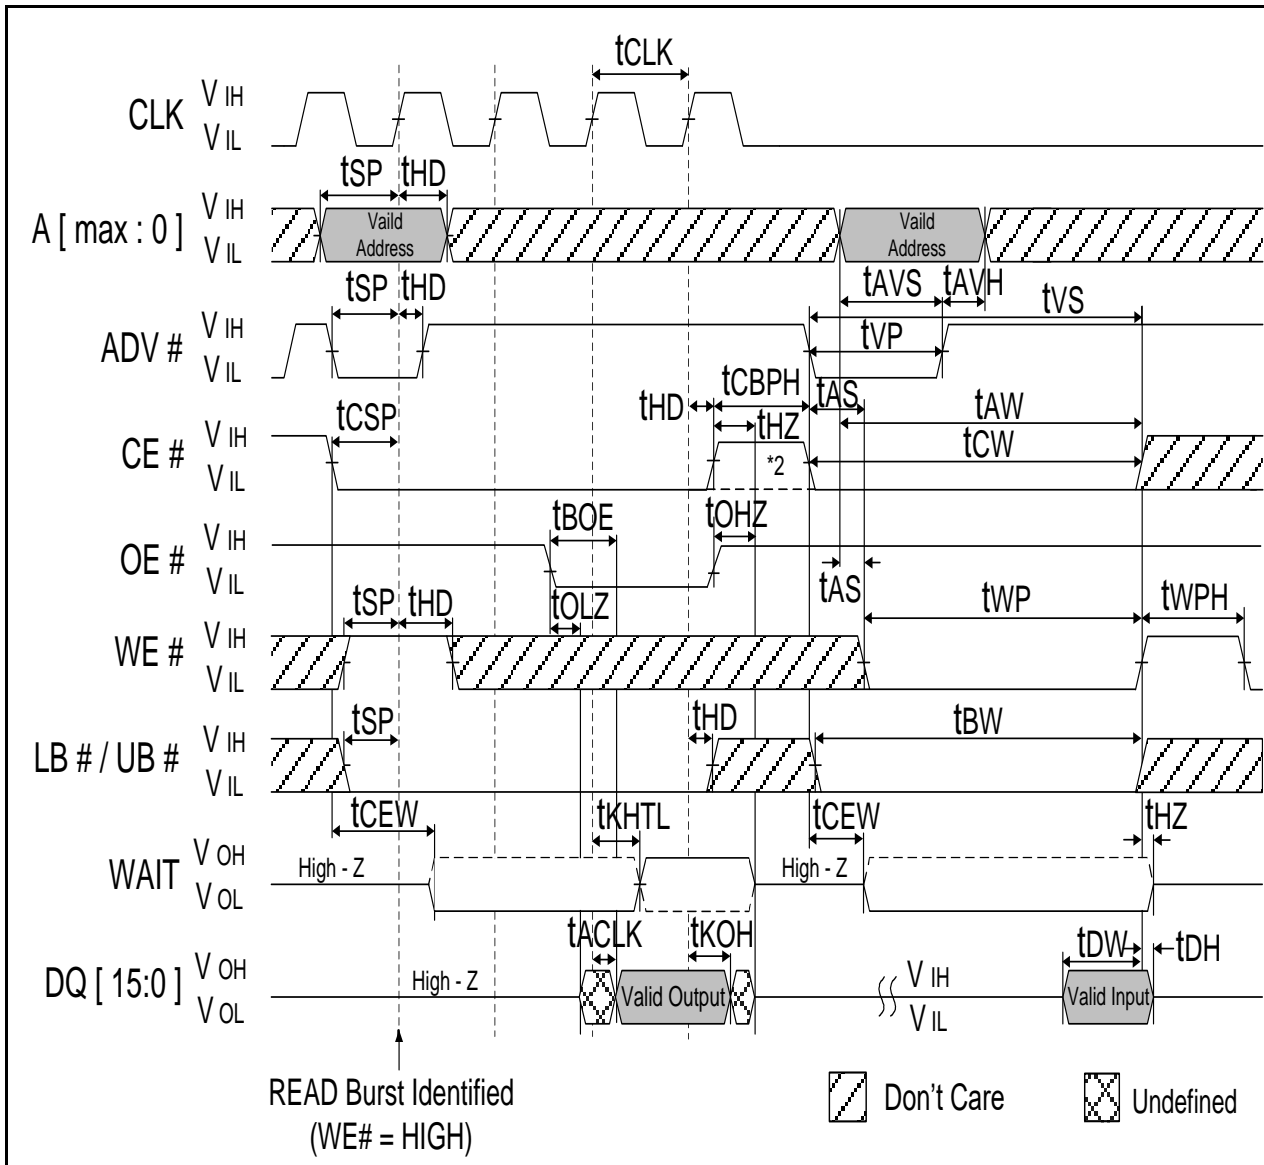 tCLK
CLK
V IH
V IL
tSP
tHD
A [ max : 0 ]
V IH
V IL
Vaild
Address
Vaild
Address
tSP
tHD
tAVS
tAVH
tVS
ADV #
V IH
V IL
tVP
tCBPH
tAS
tHD
tCSP
tHZ
tAW
CE #
V IH
V IL
*2
tCW
tBOE
tOHZ
OE #
V IH
V IL
tAS
tSP
tHD
tOLZ
tWP
tWPH
WE #
V IH
V IL
tSP
tHD
tBW
LB # / UB #
V IH
V IL
tCEW
tKHTL
tCEW
tHZ
WAIT
V OH
V OL
High - Z
High - Z
tACLK
tKOH
tDW
tDH
DQ [ 15:0 ]
V OH
V OL
High - Z
Valid Output
V IH
V IL
Valid Input
READ Burst Identified
(WE# = HIGH)
Don't Care
Undefined